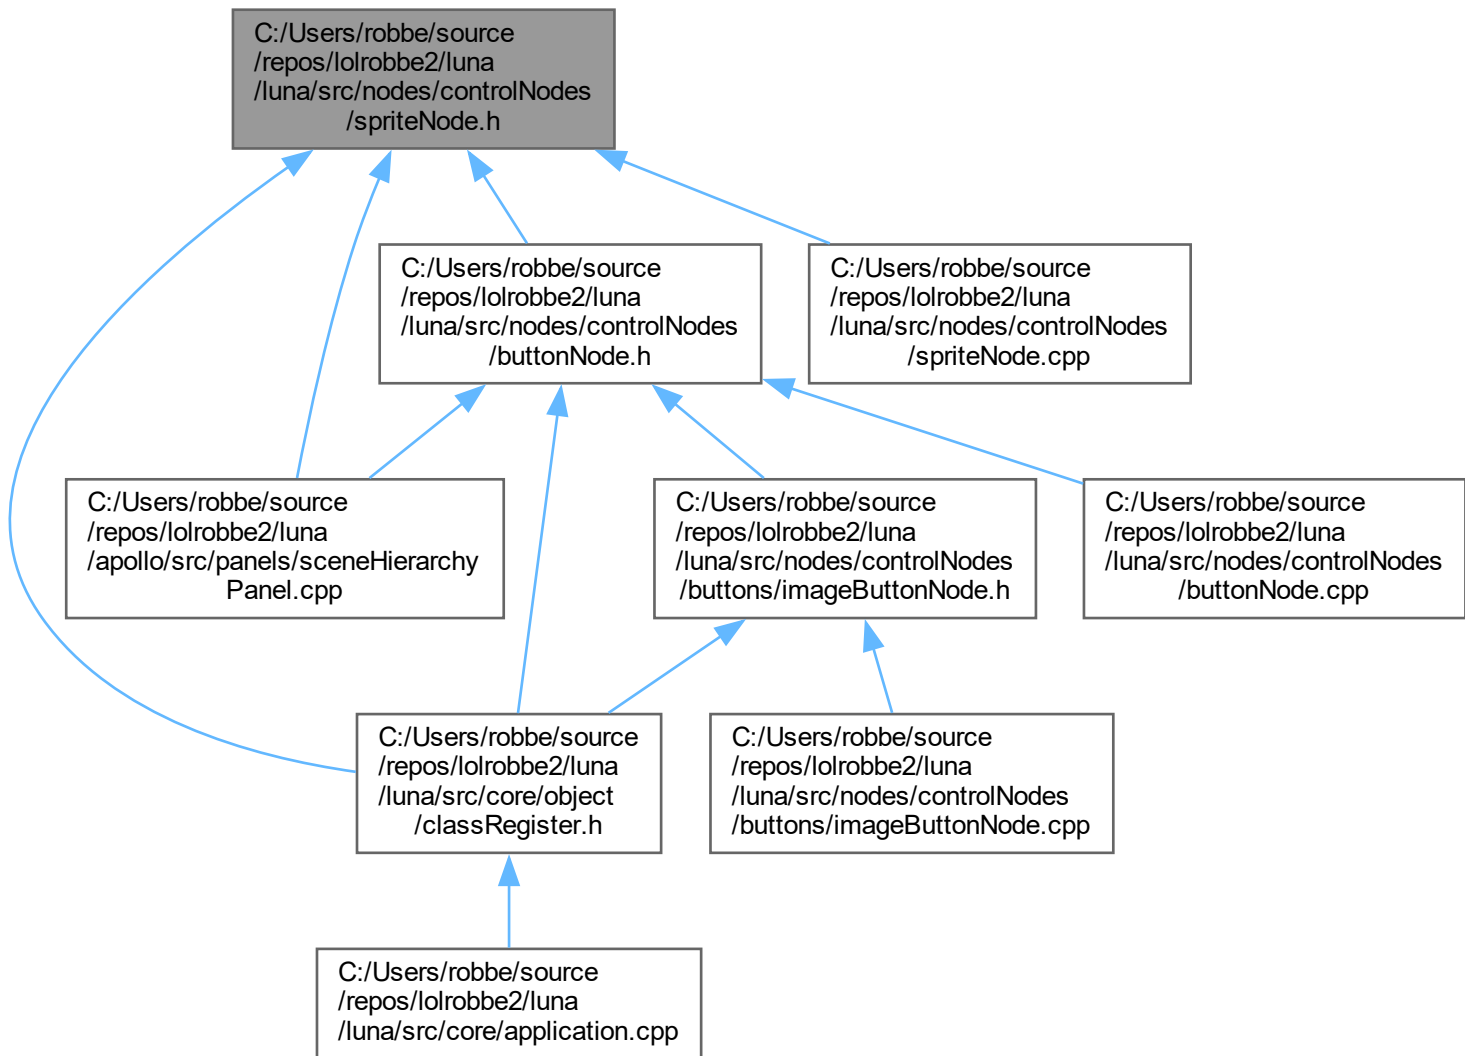 C:/Users/robbe/source
/repos/lolrobbe2/luna
/luna/src/nodes/controlNodes
/spriteNode.h
C:/Users/robbe/source
/repos/lolrobbe2/luna
/luna/src/nodes/controlNodes
/buttonNode.h
C:/Users/robbe/source
/repos/lolrobbe2/luna
/luna/src/nodes/controlNodes
/spriteNode.cpp
C:/Users/robbe/source
/repos/lolrobbe2/luna
/apollo/src/panels/sceneHierarchy
Panel.cpp
C:/Users/robbe/source
/repos/lolrobbe2/luna
/luna/src/nodes/controlNodes
/buttons/imageButtonNode.h
C:/Users/robbe/source
/repos/lolrobbe2/luna
/luna/src/nodes/controlNodes
/buttonNode.cpp
C:/Users/robbe/source
/repos/lolrobbe2/luna
/luna/src/core/object
/classRegister.h
C:/Users/robbe/source
/repos/lolrobbe2/luna
/luna/src/nodes/controlNodes
/buttons/imageButtonNode.cpp
C:/Users/robbe/source
/repos/lolrobbe2/luna
/luna/src/core/application.cpp